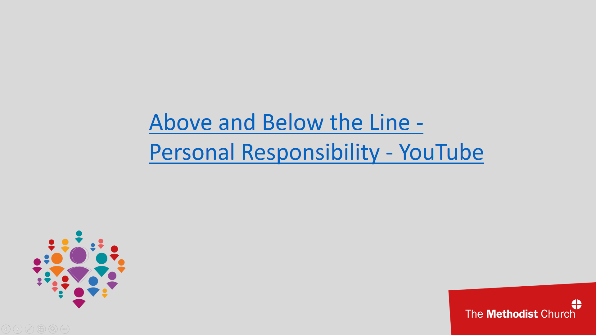 Above and Below the Line -
Personal Responsibility - YouTube
The Methodist Church